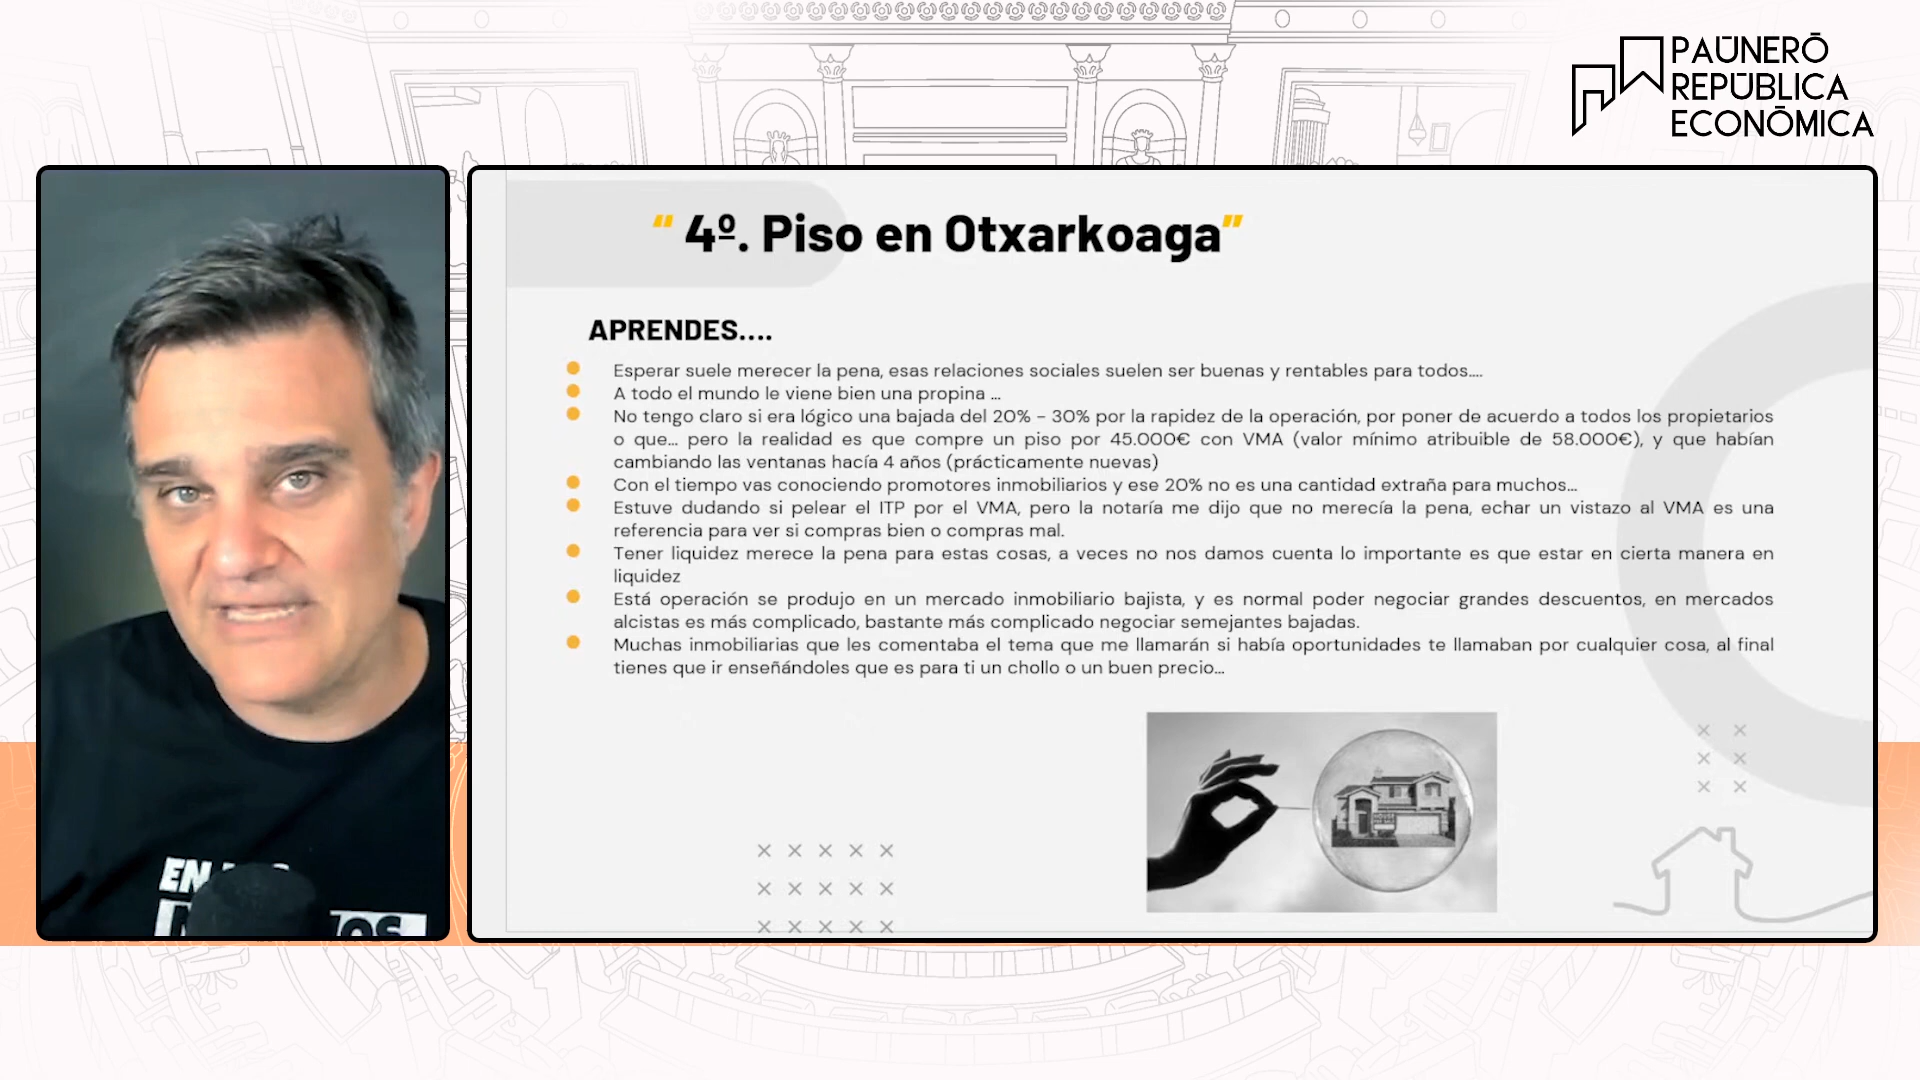 PAŪNERŌ
REPŪBLICA
ECONŌMICA
“ 4º. Piso en Otxarkoaga”
APRENDES....
Esperar suele merecer la pena, esas relaciones sociales suelen ser buenas y rentables para todos....
A todo el mundo le viene bien una propina ...
No tengo claro si era lógico una bajada del 20% - 30% por la rapidez de la operación, por poner de acuerdo a todos los propietarios
o que... pero la realidad es que compre un piso por 45.000€ con VMA (valor mínimo atribuible de 58.000€), y que habían
cambiando las ventanas hacía 4 años (prácticamente nuevas)
Con el tiempo vas conociendo promotores inmobiliarios y ese 20% no es una cantidad extraña para muchos...
Estuve dudando si pelear el ITP por el VMA, pero la notaría me dijo que no merecía la pena, echar un vistazo al VMA es una
referencia para ver si compras bien o compras mal.
Tener liquidez merece la pena para estas cosas, a veces no nos damos cuenta lo importante es que estar en cierta manera en
liquidez
Está operación se produjo en un mercado inmobiliario bajista, y es normal poder negociar grandes descuentos, en mercados
alcistas es más complicado, bastante más complicado negociar semejantes bajadas.
Muchas inmobiliarias que les comentaba el tema que me llamarán si había oportunidades te llamaban por cualquier cosa, al final
tienes que ir enseñándoles que es para ti un chollo o un buen precio...
EN